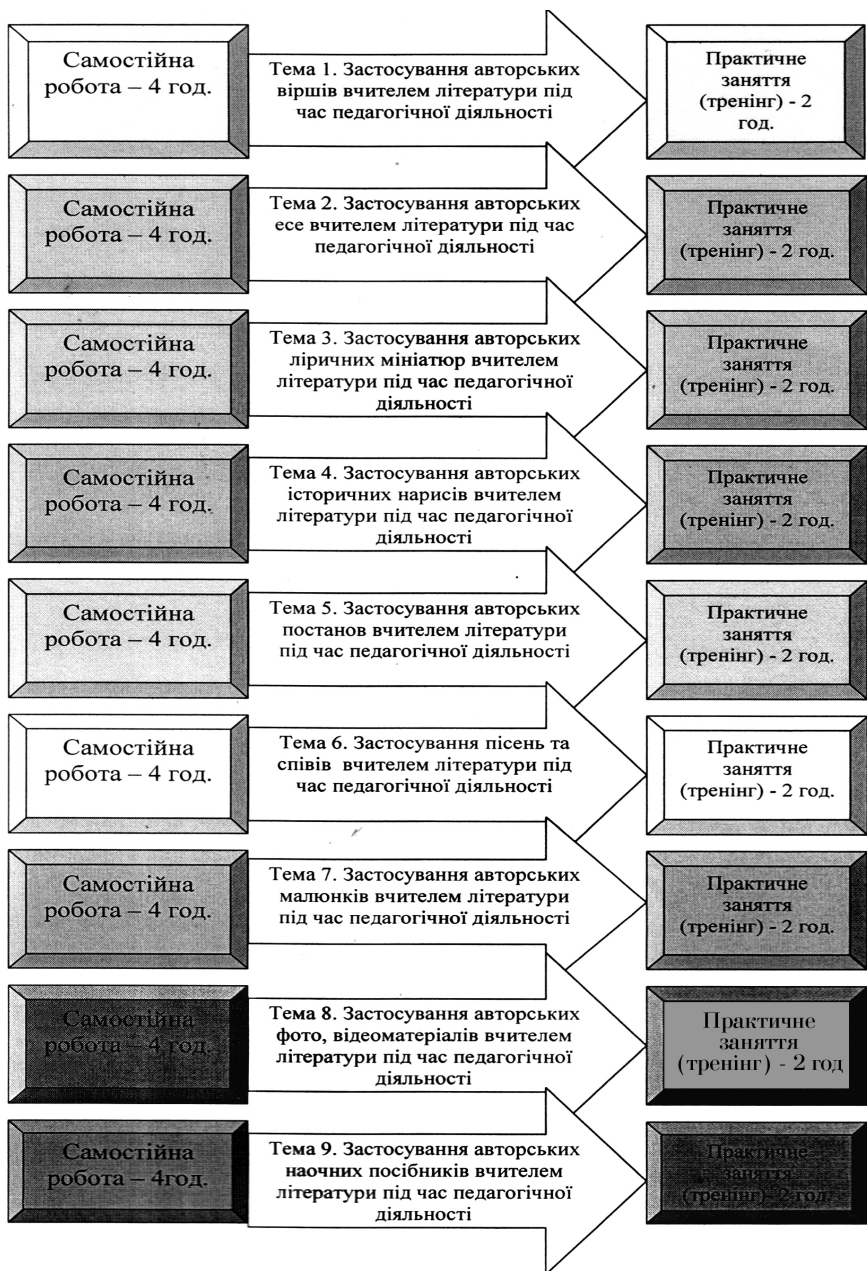 Самостійна
робота – 4 год.
Тема 1. Застосування авторських
віршів вчителем літератури під
час педагогічної діяльності
Практичне
заняття
(тренінг) - 2
год.
Самостійна
робота – 4 год.
Тема 2. Застосування авторських
есе вчителем літератури під час
педагогічної діяльності
Практичне
заняття
(тренінг) - 2 год.
Самостійна
робота – 4 год.
Тема 3. Застосування авторських
ліричних мініатюр вчителем
літератури під час педагогічної
діяльності
Практичне
заняття
(тренінг) - 2 год.
Самостійна
робота – 4 год.
Тема 4. Застосування авторських
історичних нарисів вчителем
літератури під час педагогічної
діяльності
Практичне
заняття
(тренінг) - 2 год.
Самостійна
робота – 4 год.
Тема 5. Застосування авторських
постанов вчителем літератури
під час педагогічної діяльності
Практичне
заняття
(тренінг) - 2 год.
Самостійна
робота – 4 год.
Тема 6. Застосування пісень та
співів вчителем літератури під
час педагогічної діяльності
Практичне
заняття
(тренінг) - 2 год.
Самостійна
робота – 4 год.
Тема 7. Застосування авторських
малюнків вчителем літератури
під час педагогічної діяльності
Практичне
заняття
(тренінг) - 2 год.
Самостійна
робота – 4 год.
Тема 8. Застосування авторських
фото, відеоматеріалів вчителем
літератури під час педагогічної
діяльності
Практичне
заняття
(тренінг) - 2 год
Самостійна
робота – 4год.
Тема 9. Застосування авторських
наочних посібників вчителем
літератури під час педагогічної
діяльності
Практичне
заняття
(тренінг) - 2 год.